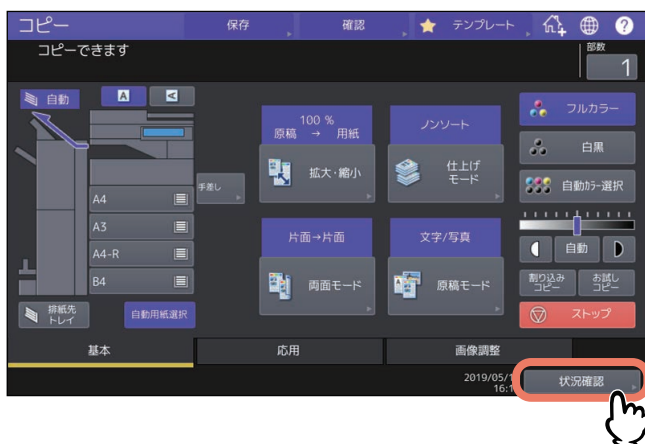 コピー
保存
確認
テンプレート
?
コピーできます
部数
1
自動
A
A
100 %
原稿 → 用紙
ノンソート
フルカラー
白黒
拡大・縮小
仕上げ
モード
自動カラー選択
手差し
A4
A3
A4-R
B4
片面→片面
文字/写真
自動
両面モード
原稿モード
割り込み
コピー
お試し
コピー
排紙先
トレイ
自動用紙選択
ストップ
基本
応用
画像調整
2019/05/1
16:1
状況確認